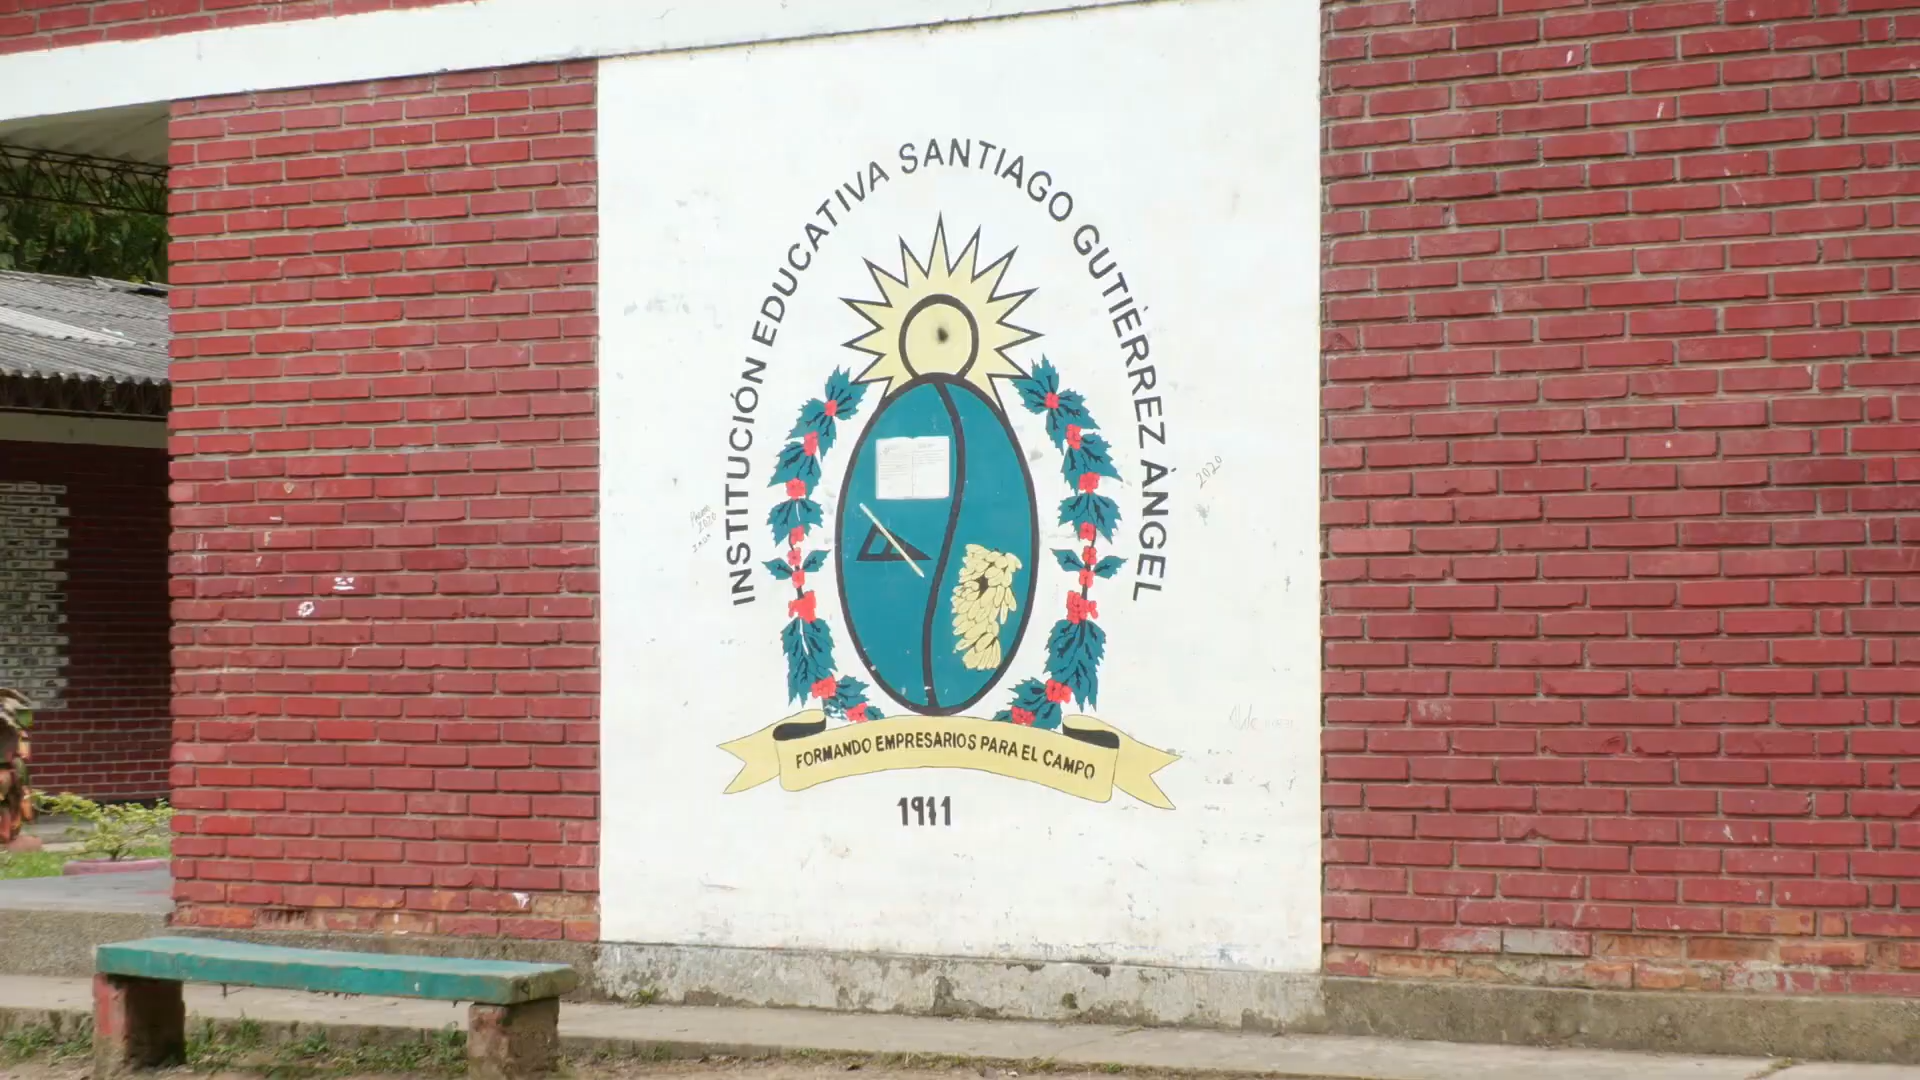 INSTITUCIÓN EDUCATIVA SANTIAGO GUTIÈRREZ ÀNGEL
FORMANDO EMPRESARIOS PARA EL CAMPO
1911
2020